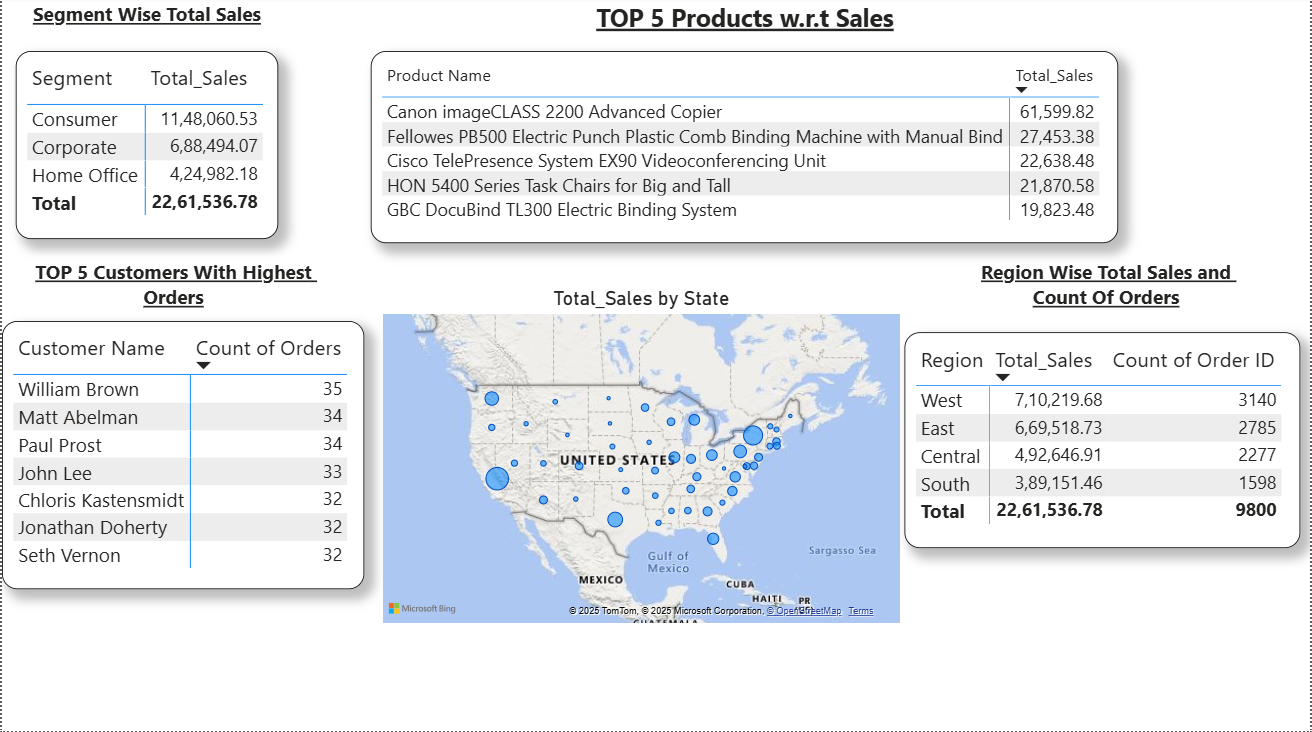 Segment Wise Total Sales
TOP 5 Products w.r.t Sales
Segment Total_Sales
Consumer 11,48,060.53
Corporate 6,88,494.07
Home Office 4,24,982.18
Total 22,61,536.78
Product Name Total_Sales
Canon imageCLASS 2200 Advanced Copier 61,599.82
Fellowes PB500 Electric Punch Plastic Comb Binding Machine with Manual Bind 27,453.38
Cisco TelePresence System EX90 Videoconferencing Unit 22,638.48
HON 5400 Series Task Chairs for Big and Tall 21,870.58
GBC DocuBind TL300 Electric Binding System 19,823.48
TOP 5 Customers With Highest
Orders
Customer Name Count of Orders
William Brown 35
Matt Abelman 34
Paul Prost 34
John Lee 33
Chloris Kastensmidt 32
Jonathan Doherty 32
Seth Vernon 32
Total_Sales by State
UNITED STATES
Gulf of
Mexico
Sargasso Sea
MEXICO
CUBA
HAITI
PR
GUATEMALA
Microsoft Bing
© 2025 TomTom, © 2025 Microsoft Corporation, © OpenStreetMap Terms
Region Wise Total Sales and
Count Of Orders
Region Total_Sales Count of Order ID
West 7,10,219.68 3140
East 6,69,518.73 2785
Central 4,92,646.91 2277
South 3,89,151.46 1598
Total 22,61,536.78 9800